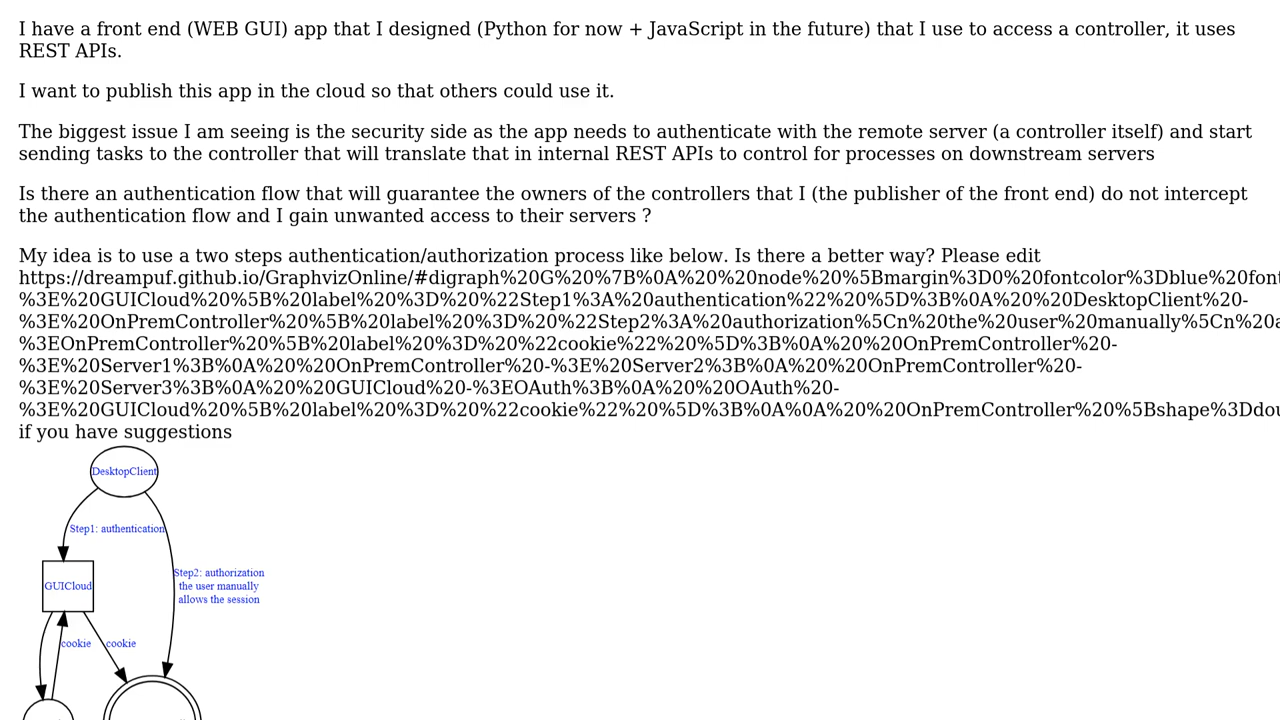 I have a front end (WEB GUI) app that I designed (Python for now + JavaScript in the future) that I use to access a controller, it uses
REST APIs.
I want to publish this app in the cloud so that others could use it.
The biggest issue I am seeing is the security side as the app needs to authenticate with the remote server (a controller itself) and start
sending tasks to the controller that will translate that in internal REST APIs to control for processes on downstream servers
Is there an authentication flow that will guarantee the owners of the controllers that I (the publisher of the front end) do not intercept
the authentication flow and I gain unwanted access to their servers ?
My idea is to use a two steps authentication/authorization process like below. Is there a better way? Please edit
https://dreampuf.github.io/GraphvizOnline/#digraph%20G%20%7B%0A%20%20node%20%5Bmargin%3D0%20fontcolor%3Dblue%20font
%3E%20GUICloud%20%5B%20label%20%3D%20%22Step1%3A%20authentication%22%20%5D%3B%0A%20%20DesktopClient%20-
%3E%20OnPremController%20%5B%20label%20%3D%20%22Step2%3A%20authorization%5Cn%20the%20user%20manually%5Cn%20a
%3EOnPremController%20%5B%20label%20%3D%20%22cookie%22%20%5D%3B%0A%20%20OnPremController%20-
%3E%20Server1%3B%0A%20%20OnPremController%20-%3E%20Server2%3B%0A%20%20OnPremController%20-
%3E%20Server3%3B%0A%20%20GUICloud%20-%3EOAuth%3B%0A%20%20OAuth%20-
%3E%20GUICloud%20%5B%20label%20%3D%20%22cookie%22%20%5D%3B%0A%0A%20%20OnPremController%20%5Bshape%3Ddou
if you have suggestions
DesktopClient
Step1: authentication
Step2: authorization
the user manually
allows the session
GUICloud
cookie
cookie